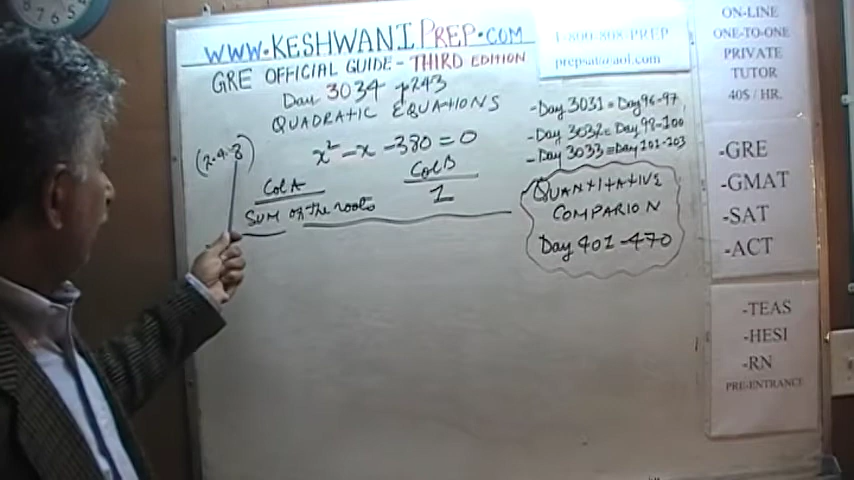 WWW.KESHWANIPREP.COM
GRE OFFICIAL GUIDE - THIRD EDITION
Day 3034 p243
QUADRATIC EQUATIONS
x² - x - 380 = 0
(2.4.8)
Col A
Col B
Sum of the roots
1
1-800-808-PREP
prepsat@aol.com
- Day 3031 = Day 96-97
- Day 3032 = Day 98-100
- Day 3033 = Day 101-203
QUANTITATIVE
COMPARION
Day 401-470
ON-LINE
ONE-TO-ONE
PRIVATE
TUTOR
40$ / HR.
-GRE
-GMAT
-SAT
-ACT
-TEAS
-HESI
-RN
PRE-ENTRANCE